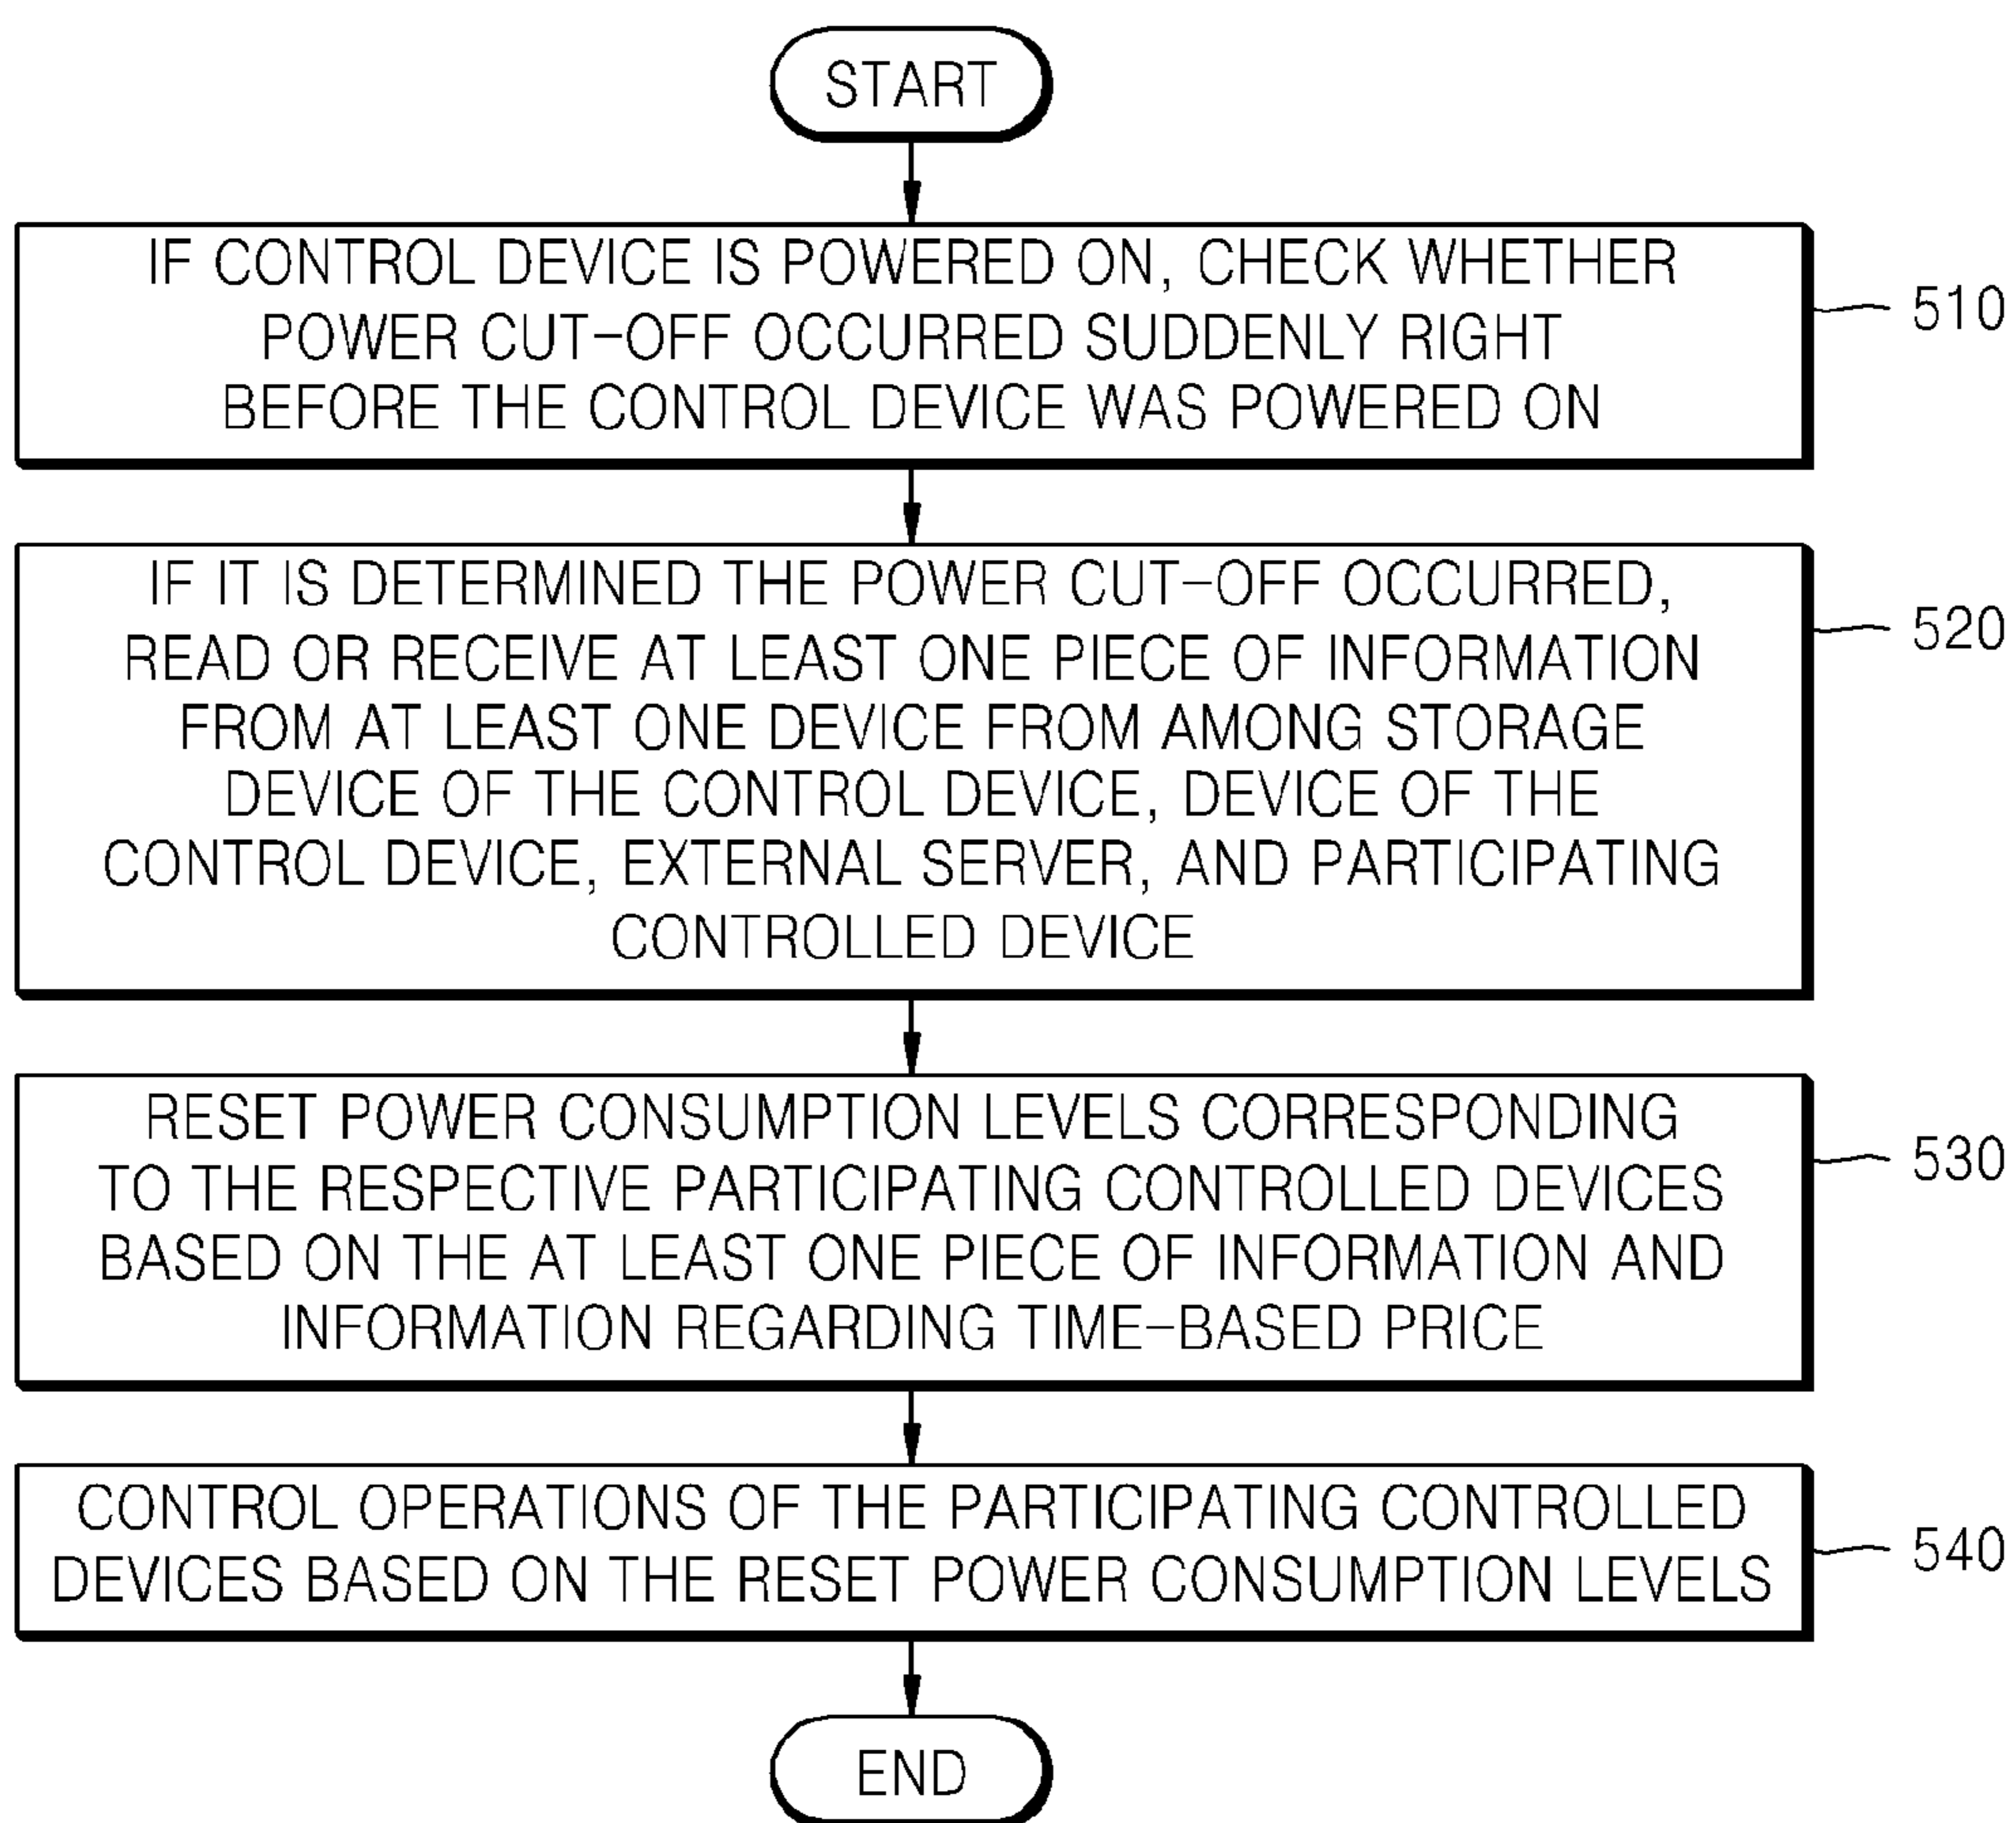 START
IF CONTROL DEVICE IS POWERED ON, CHECK WHETHER
POWER CUT-OFF OCCURRED SUDDENLY RIGHT
BEFORE THE CONTROL DEVICE WAS POWERED ON
510
IF IT IS DETERMINED THE POWER CUT-OFF OCCURRED,
READ OR RECEIVE AT LEAST ONE PIECE OF INFORMATION
FROM AT LEAST ONE DEVICE FROM AMONG STORAGE
DEVICE OF THE CONTROL DEVICE, DEVICE OF THE
CONTROL DEVICE, EXTERNAL SERVER, AND PARTICIPATING
CONTROLLED DEVICE
520
RESET POWER CONSUMPTION LEVELS CORRESPONDING
TO THE RESPECTIVE PARTICIPATING CONTROLLED DEVICES
BASED ON THE AT LEAST ONE PIECE OF INFORMATION AND
INFORMATION REGARDING TIME-BASED PRICE
530
CONTROL OPERATIONS OF THE PARTICIPATING CONTROLLED
DEVICES BASED ON THE RESET POWER CONSUMPTION LEVELS
540
END